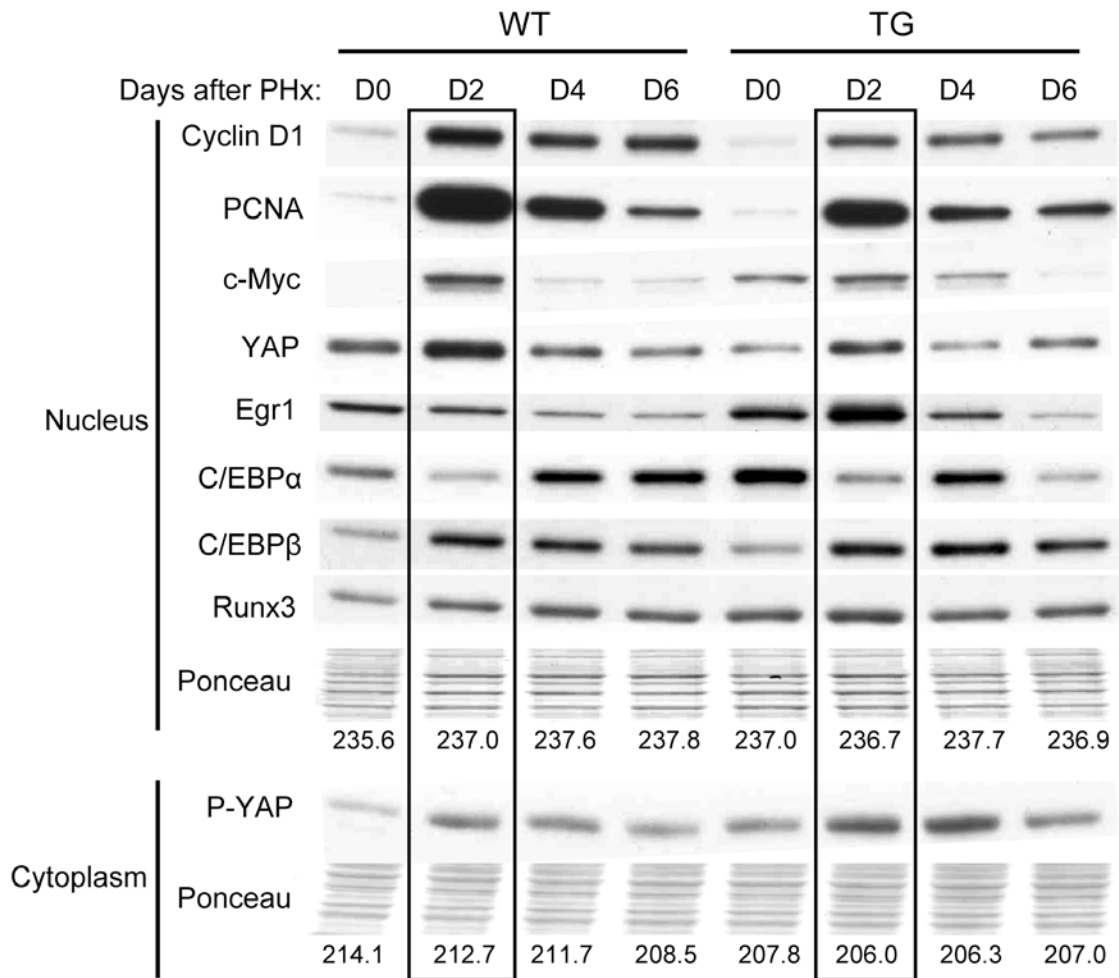 WT TG
Days after PHx: D0 D2 D4 D6 D0 D2 D4 D6
Cyclin D1
PCNA
c-Myc
YAP
Nucleus
Egr1
C/EBPα
C/EBPβ
Runx3
Ponceau
235.6 237.0 237.6 237.8 237.0 236.7 237.7 236.9
P-YAP
Cytoplasm
Ponceau
214.1 212.7 211.7 208.5 207.8 206.0 206.3 207.0